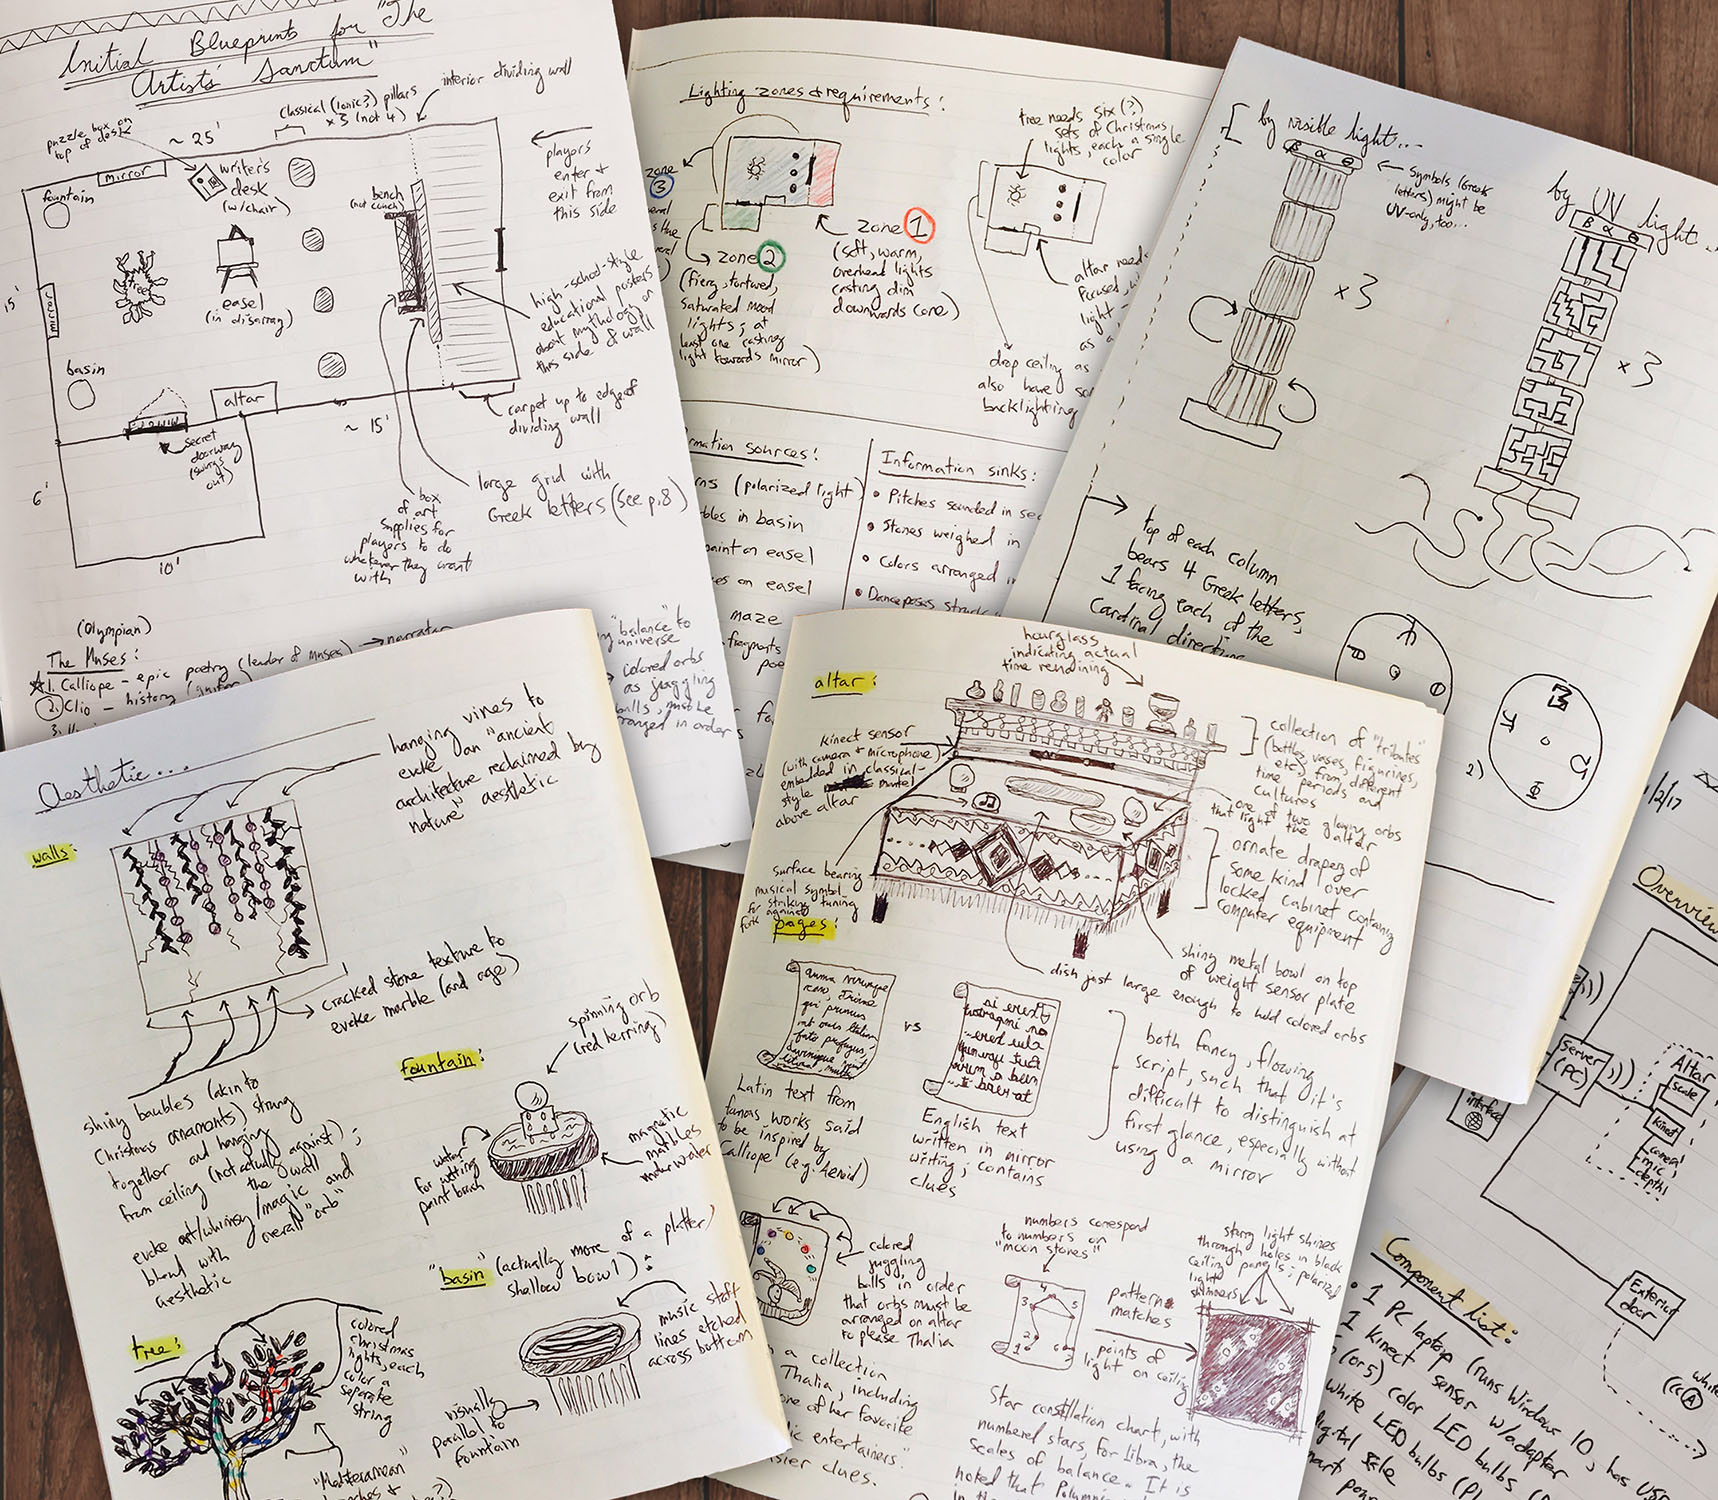 Initial Blueprints for "The
Artists' Sanctum"
classical (ionic?) pillars
x3 (not 4)
interior dividing wall
puzzle box on
top of desk
~25'
players
enter &
exit from
this side
mirror
writer's
desk
(w/chair)
fountain
bench
(not couch)
tree
easel
(in disarray)
15'
mirror
high-school-style
educational posters
about mythology on
this side of wall
basin
altar
secret
doorway
(swings
out)
~15'
carpet up to edge of
dividing wall
6'
10'
box
of art
supplies for
players to do
whatever they want
with
large grid with
Greek letters (see p.8)
(Olympian)
The Muses:
1. Calliope - epic poetry (leader of Muses) → narrator
2. Clio - history
"balance" to
universe
colored orbs
as juggling
balls, must be
arranged in order
Lighting zones & requirements:
tree needs six(?)
sets of Christmas
lights, each a single
color
zone
3
zone 2
(fiery, tortured,
saturated mood
lights; at
least one casting
light towards mirror)
zone 1
(soft, warm,
overhead lights
casting dim
downwards cone)
altar need
focused, w
light
as a
drop ceiling as
also have
backlighting
rmation sources:
(polarized light)
bles in basin
paint on easel
es on easel
maze
fragments
Information sinks:
• Pitches sounded in
• Stones weighed in
• Colors arranged in
• Dance poses struck
by visible light...
Β α Θ
symbols (Greek
letters) might be
UV-only, too...
x3
by UV light...
Β α Θ
x3
top of each column
bears 4 Greek letters,
1 facing each of the
Cardinal direction
2)
Aesthetic...
hanging vines to
evoke an "ancient
architecture reclaimed by
nature" aesthetic
walls:
cracked stone texture to
evoke marble (and age)
shiny baubles (akin to
Christmas ornaments) strung
together and hanging
from ceiling (not actually against
the wall);
evoke art/whimsy/magic and
blend with overall "orb"
aesthetic
fountain:
spinning orb
(red herring)
water
for wetting
paint brush
magnetic
marbles
underwater
"basin" (actually more of a platter/
shallow bowl):
music staff
lines etched
across bottom
visually
parallel to
fountain
tree:
colored
christmas
lights, each
color a
separate
string
"Mediterranean"
branches &
altar:
hourglass
indicating actual
time remaining
kinect sensor
(with camera & microphone)
embedded in classical-
style mantel
above altar
collection of "tributes"
(bottles, vases, figurines,
etc) from different
time periods and
cultures
one of two glowing orbs
that light the altar
ornate drapery of
some kind over
locked cabinet containing
computer equipment
surface bearing
musical symbol
for striking tuning
fork against
shiny metal bowl on top
of weight sensor plate
dish just large enough to hold colored orbs
pages:
vs
Latin text from
famous works said
to be inspired by
Calliope (e.g. Aeneid)
English text
written in mirror
writing; contains
clues
both fancy, flowing
script, such that it's
difficult to distinguish at
first glance, especially without
using a mirror
colored
juggling
balls in order
that orbs must be
arranged on altar
to please Thalia
a collection
Thalia, including
one of her favorite
entertainers."
clues.
numbers correspond
to numbers on
"moon stones"
1 2 3 4 5 6
pattern
matches
points of
light on ceiling
starry light shines
through holes in black
ceiling panels; polarized
light
shimmers
Star constellation chart, with
numbered stars, for Libra, the
scales of balance. It is
noted that Polymnia
1/2/17
Overview
server
(PC)
interface
Altar
scale
kinect
camera
mic
depth
Exterior
door
white
Component list:
• 1 PC laptop (runs Windows 10, has USB
1 kinect sensor w/adapter
(or 5) color LED bulbs
white LED bulbs
digital scale